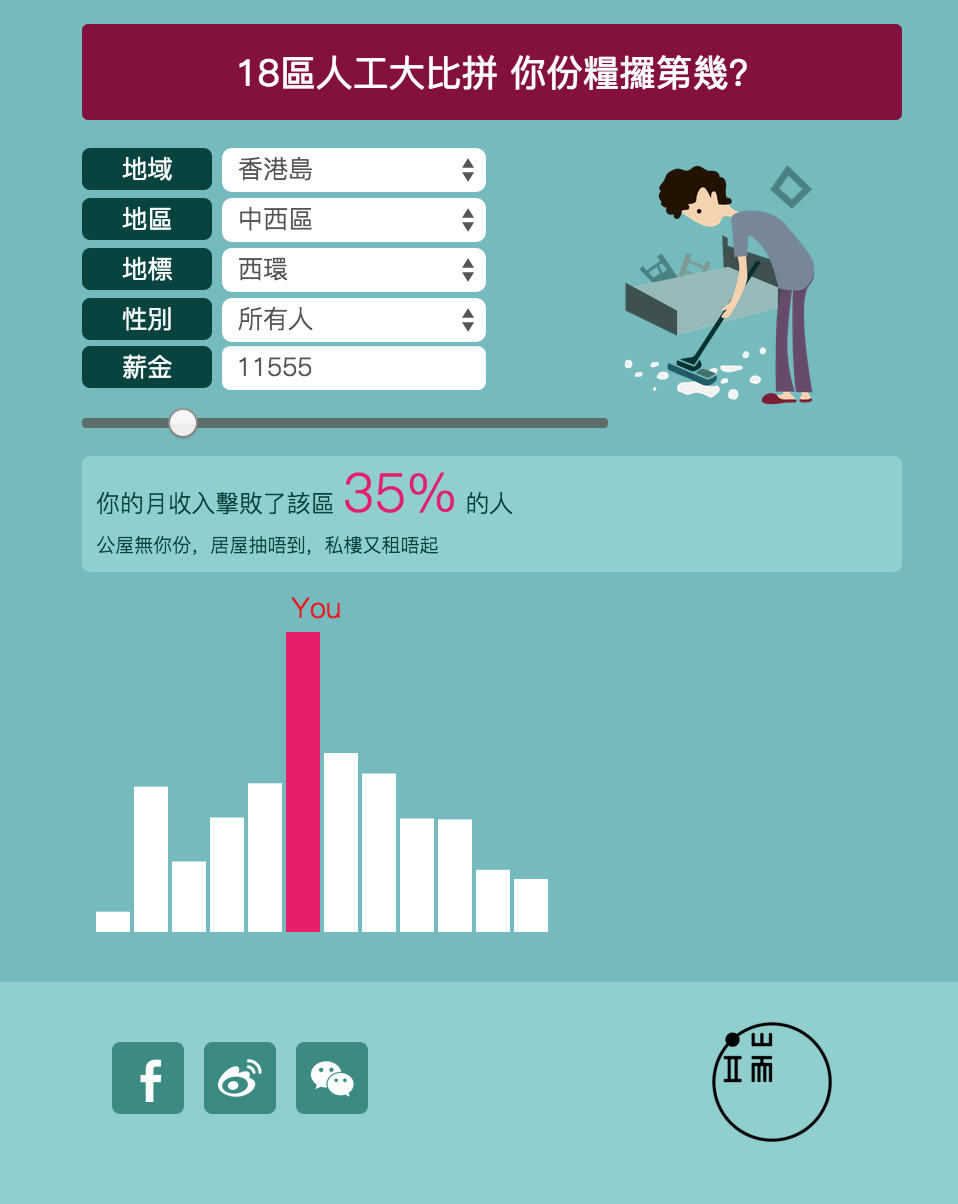 18區人工大比拼 你份糧攞第幾?
地域 香港島
地區 中西區
地標 西環
性別 所有人
薪金 11555
你的月收入擊敗了該區 35% 的人
公屋無你份，居屋抽唔到，私樓又租唔起
You
端